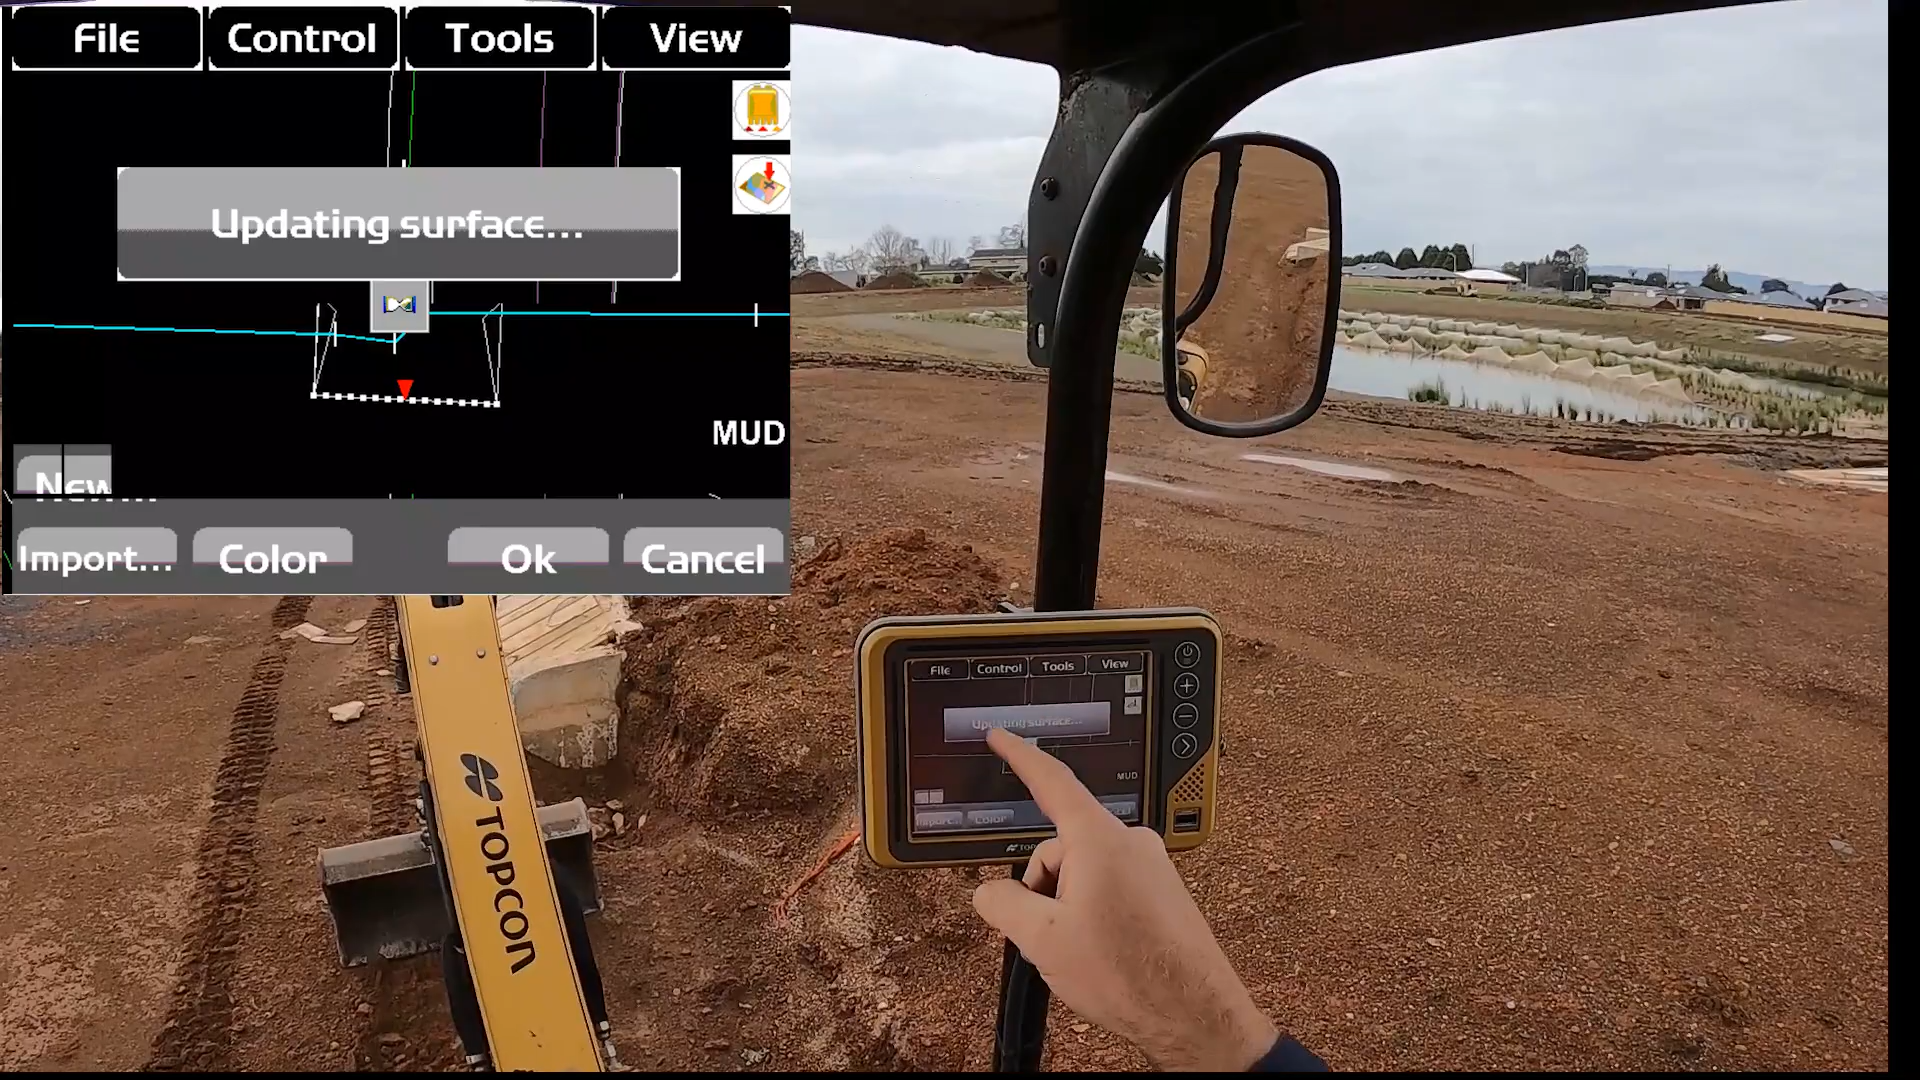 File Control Tools View
Updating surface...
MUD
New...
Import... Color Ok Cancel
File Control Tools View
Updating surface...
MUD
Import... Color
TOPCON